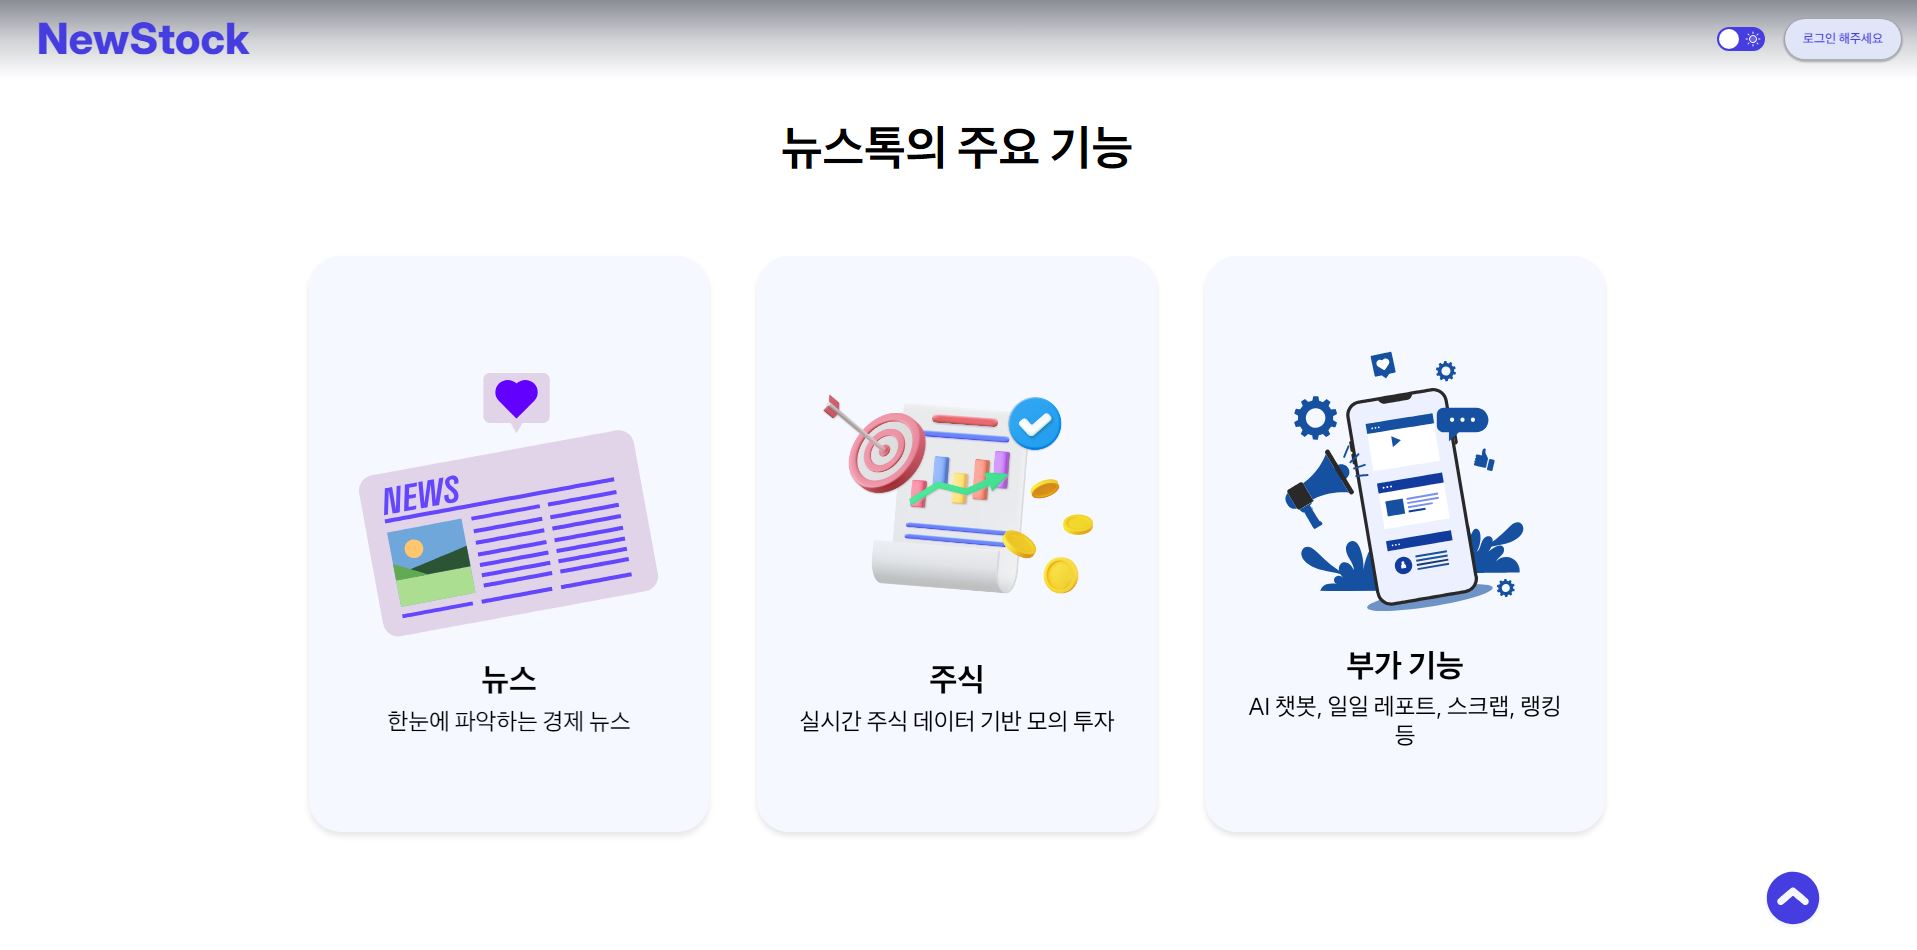 NewStock
로그인 해주세요
뉴스톡의 주요 기능
NEWS
뉴스
한눈에 파악하는 경제 뉴스
주식
실시간 주식 데이터 기반 모의 투자
부가 기능
AI 챗봇, 일일 레포트, 스크랩, 랭킹
등